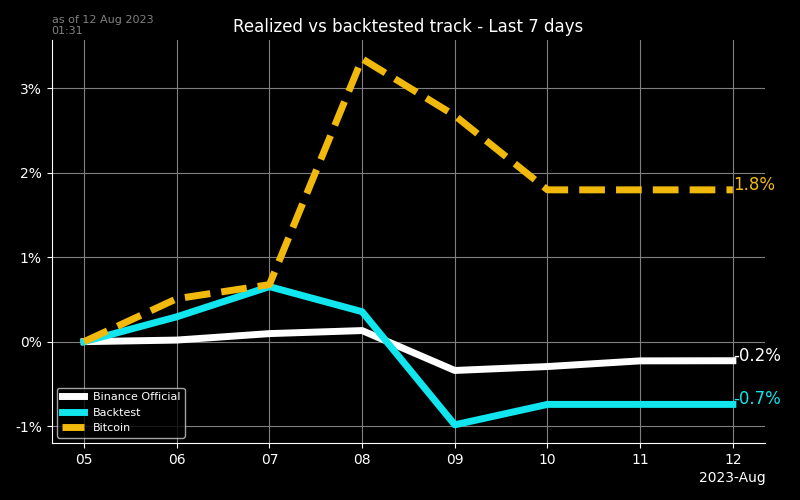 as of 12 Aug 2023
01:31
Realized vs backtested track - Last 7 days
3%
2%
1%
0%
-1%
1.8%
-0.2%
-0.7%
Binance Official
Backtest
Bitcoin
05 06 07 08 09 10 11 12
2023-Aug